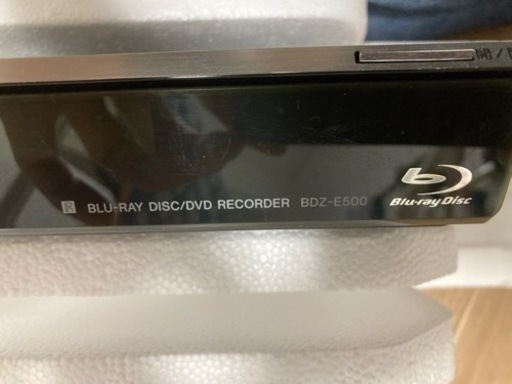 BLU-RAY DISC/DVD RECORDER BDZ-E500
Blu-ray Disc